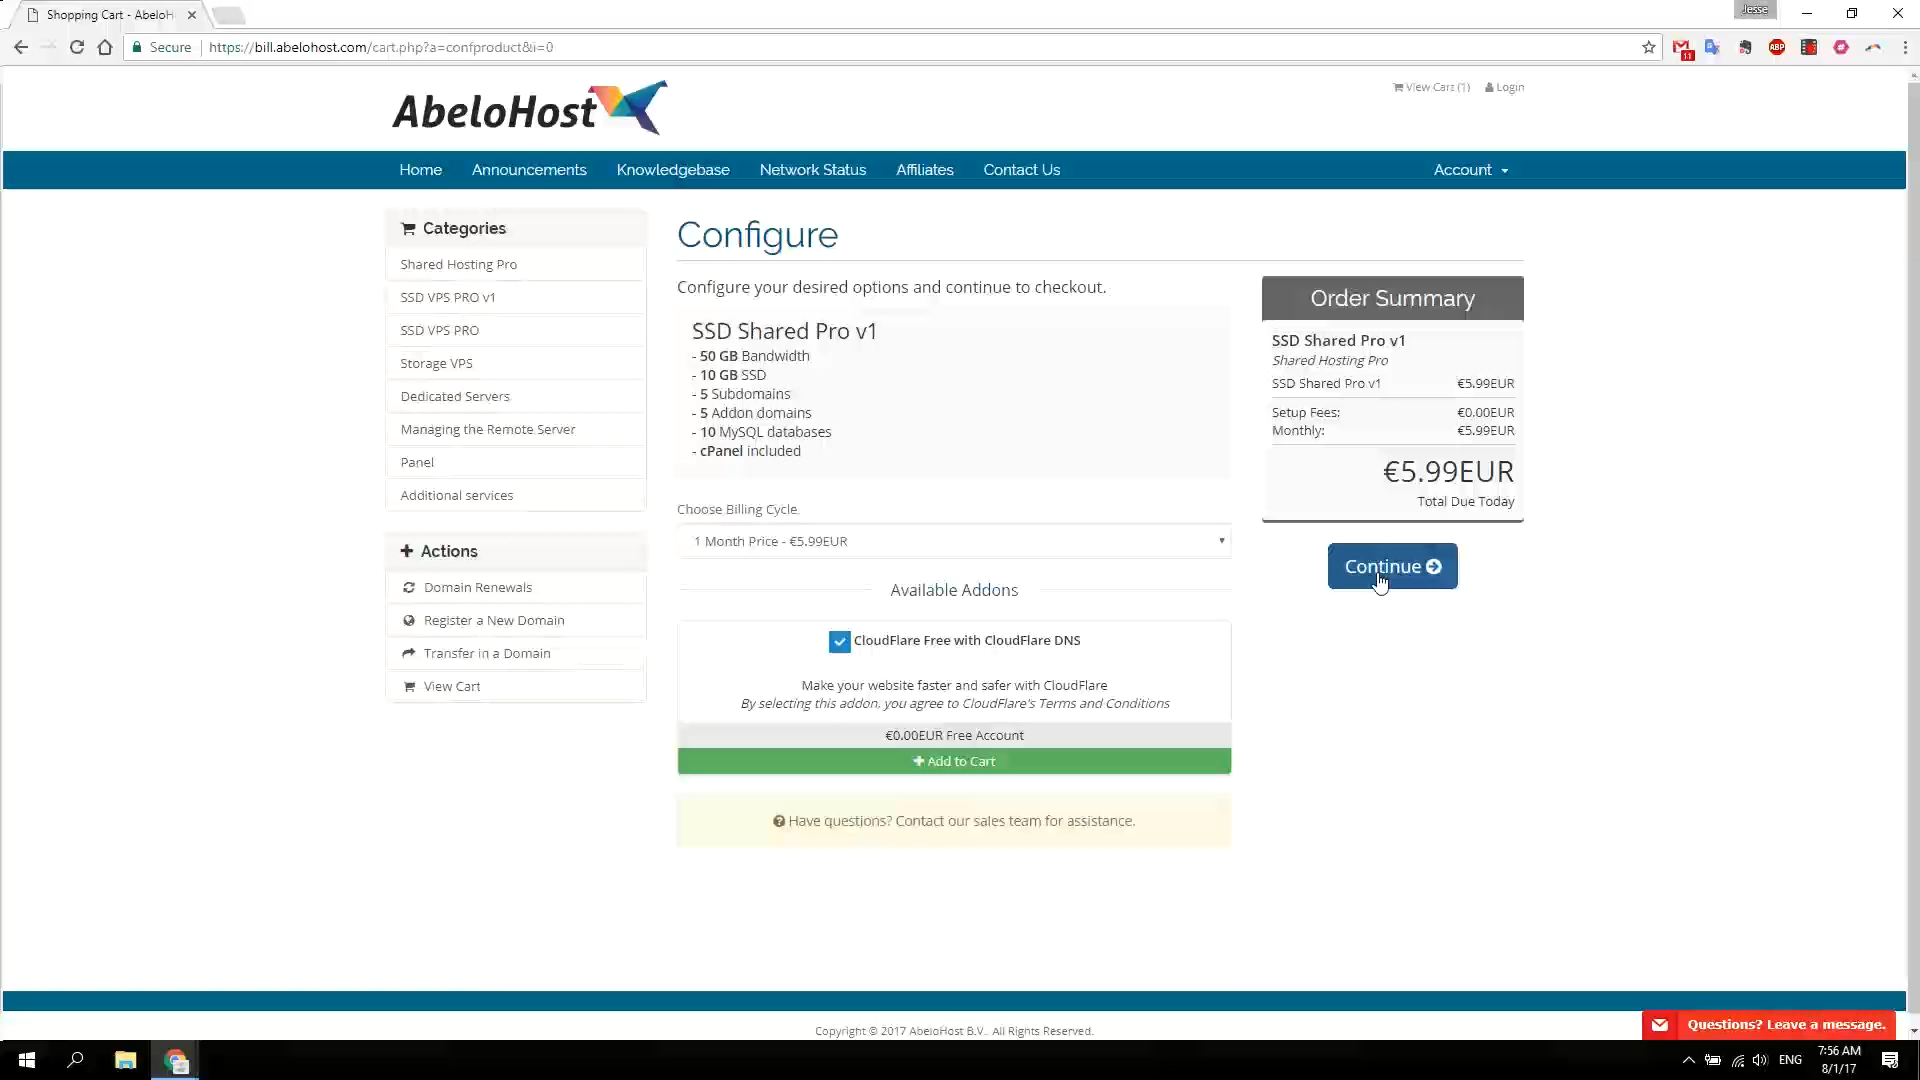 Shopping Cart - AbeloH
Jesse
Secure
https://bill.abelohost.com/cart.php?a=confproduct&i=0
11
ABP
AbeloHost
View Cart (1)
Login
Home
Announcements
Knowledgebase
Network Status
Affiliates
Contact Us
Account
Categories
Shared Hosting Pro
SSD VPS PRO v1
SSD VPS PRO
Storage VPS
Dedicated Servers
Managing the Remote Server
Panel
Additional services
Actions
Domain Renewals
Register a New Domain
Transfer in a Domain
View Cart
Configure
Configure your desired options and continue to checkout.
SSD Shared Pro v1
- 50 GB Bandwidth
- 10 GB SSD
- 5 Subdomains
- 5 Addon domains
- 10 MySQL databases
- cPanel included
Choose Billing Cycle.
1 Month Price - €5.99EUR
Available Addons
CloudFlare Free with CloudFlare DNS
Make your website faster and safer with CloudFlare
By selecting this addon, you agree to CloudFlare's Terms and Conditions
€0.00EUR Free Account
Add to Cart
Have questions? Contact our sales team for assistance.
Order Summary
SSD Shared Pro v1
Shared Hosting Pro
SSD Shared Pro v1 €5.99EUR
Setup Fees: €0.00EUR
Monthly: €5.99EUR
€5.99EUR
Total Due Today
Continue
Copyright © 2017 AbeloHost B.V.. All Rights Reserved.
Questions? Leave a message.
ENG
7:56 AM
8/1/17